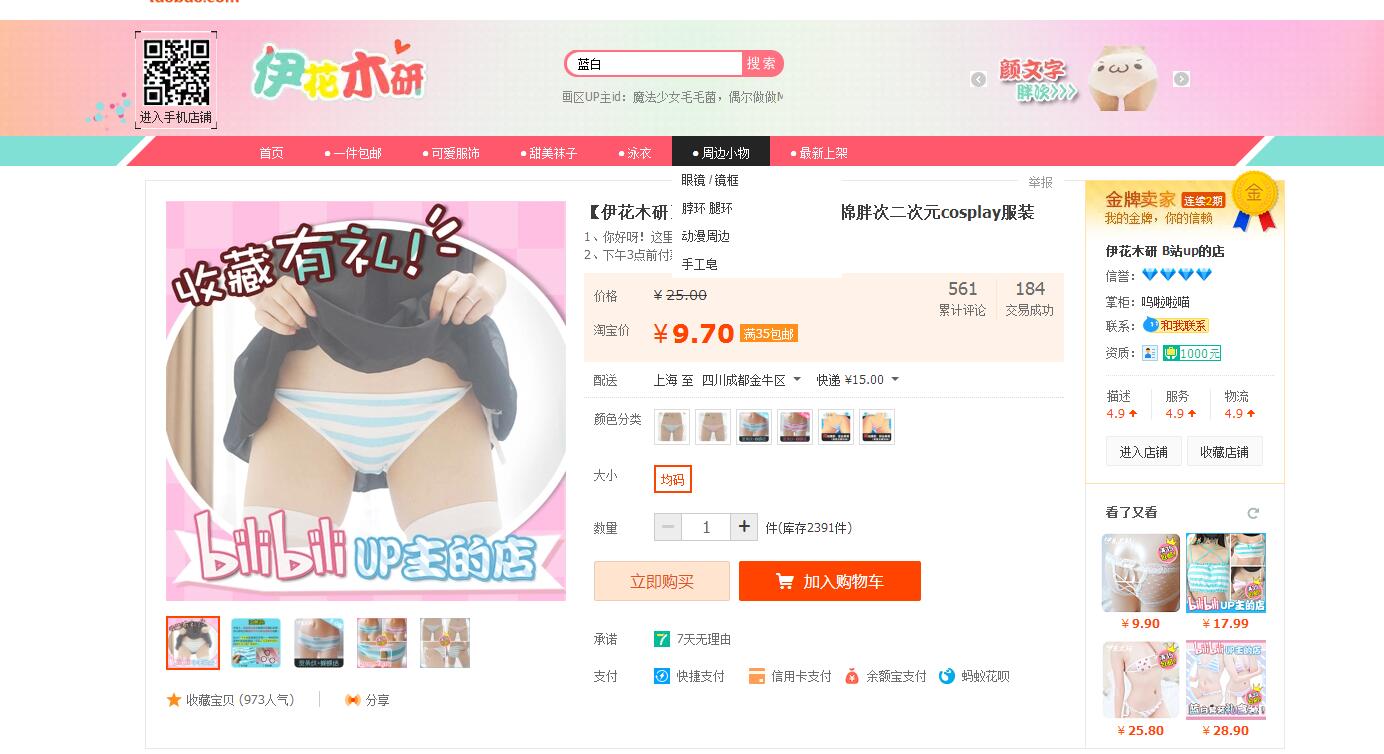 taobao.com
进入手机店铺
伊花木研
蓝白
搜索
画区UP主id：魔法少女毛毛菌，偶尔做做M
颜文字
胖次
首页
一件包邮
可爱服饰
甜美袜子
泳衣
周边小物
最新上架
眼镜 / 镜框
脖环 腿环
动漫周边
手工皂
举报
【伊花木研
棉胖次二次元cosplay服装
1、你好呀！这里
2、下午3点前付
价格
¥ 25.00
561
累计评论
184
交易成功
淘宝价
¥ 9.70
满35包邮
配送
上海 至 四川成都金牛区
快递 ¥15.00
颜色分类
大小
均码
数量
1
件(库存2391件)
立即购买
加入购物车
承诺
7天无理由
支付
快捷支付
信用卡支付
余额宝支付
蚂蚁花呗
收藏有礼!
bilibili UP主的店
收藏宝贝 (973人气)
分享
金牌卖家
连续2期
金
我的金牌，你的信赖
伊花木研 B站up的店
信誉：
掌柜：呜啦啦喵
联系：和我联系
资质：
1000元
描述
服务
物流
4.9
4.9
4.9
进入店铺
收藏店铺
看了又看
bilibili UP主的店
¥ 9.90
¥ 17.99
bilibili
¥ 25.80
¥ 28.90